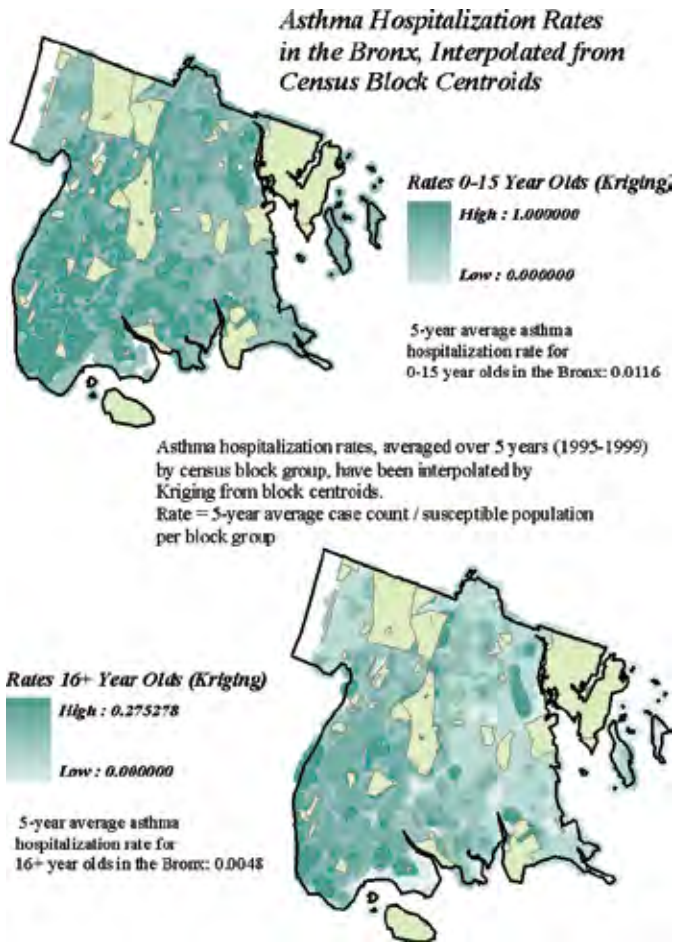 Asthma Hospitalization Rates
in the Bronx, Interpolated from
Census Block Centroids
Rates 0-15 Year Olds (Kriging)
High : 1.000000
Low : 0.000000
5-year average asthma
hospitalization rate for
0-15 year olds in the Bronx: 0.0116
Asthma hospitalization rates, averaged over 5 years (1995-1999)
by census block group, have been interpolated by
Kriging from block centroids.
Rate = 5-year average case count / susceptible population
per block group
Rates 16+ Year Olds (Kriging)
High : 0.275278
Low : 0.000000
5-year average asthma
hospitalization rate for
16+ year olds in the Bronx: 0.0048